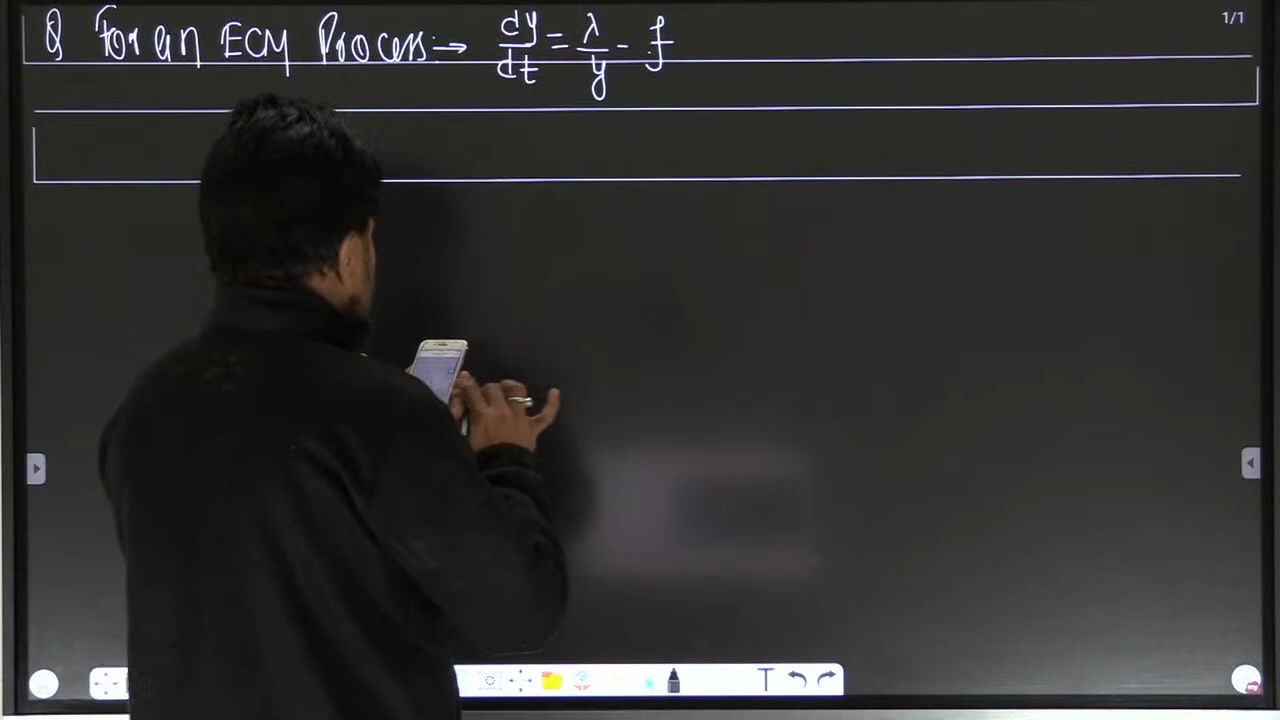 1/1
Q For an ECM Process:→ dy/dt = λ/y - f
T